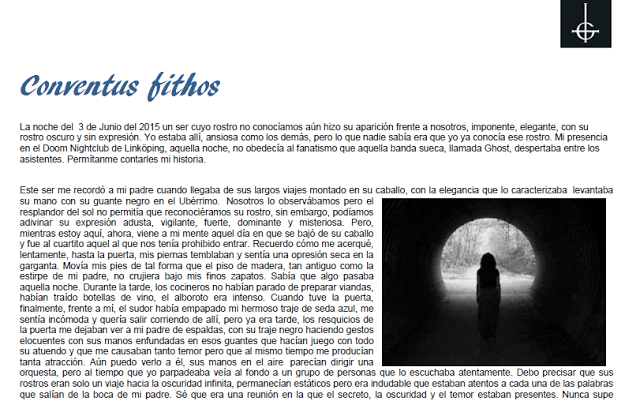 Conventus fithos
La noche del 3 de Junio del 2015 un ser cuyo rostro no conocíamos aún hizo su aparición frente a nosotros, imponente, elegante, con su
rostro oscuro y sin expresión. Yo estaba allí, ansiosa como los demás, pero lo que nadie sabía era que yo ya conocía ese rostro. Mi presencia
en el Doom Nightclub de Linköping, aquella noche, no obedecía al fanatismo que aquella banda sueca, llamada Ghost, despertaba entre los
asistentes. Permítanme contarles mi historia.
Este ser me recordó a mi padre cuando llegaba de sus largos viajes montado en su caballo, con la elegancia que lo caracterizaba levantaba
su mano con su guante negro en el Ubérrimo. Nosotros lo observábamos pero el
resplandor del sol no permitía que reconociéramos su rostro, sin embargo, podíamos
adivinar su expresión adusta, vigilante, fuerte, dominante y misteriosa. Pero,
mientras estoy aquí, ahora, viene a mi mente aquel día en que se bajó de su caballo
y fue al cuartito aquel al que nos tenía prohibido entrar. Recuerdo cómo me acerqué,
lentamente, hasta la puerta, mis piernas temblaban y sentía una opresión seca en la
garganta. Movía mis pies de tal forma que el piso de madera, tan antiguo como la
estirpe de mi padre, no crujiera bajo mis finos zapatos. Sabía que algo pasaba
aquella noche. Durante la tarde, los cocineros no habían parado de preparar viandas,
habían traído botellas de vino, el alboroto era intenso. Cuando tuve la puerta,
finalmente, frente a mí, el sudor había empapado mi hermoso traje de seda azul, me
sentía incómoda y quería salir corriendo de allí, pero ya era tarde, los resquicios de
la puerta me dejaban ver a mi padre de espaldas, con su traje negro haciendo gestos
elocuentes con sus manos enfundadas en esos guantes que hacían juego con todo
su atuendo y que me causaban tanto temor pero que al mismo tiempo me producían
tanta atracción. Aún puedo verlo a él, sus manos en el aire parecían dirigir una
orquesta, pero al tiempo que yo parpadeaba veía al fondo a un grupo de personas que lo escuchaba atentamente. Debo precisar que sus
rostros eran solo un viaje hacia la oscuridad infinita, permanecían estáticos pero era indudable que estaban atentos a cada una de las palabras
que salían de la boca de mi padre. Sé que era una reunión en la que el secreto, la oscuridad y el temor estaban presentes. Nunca supe